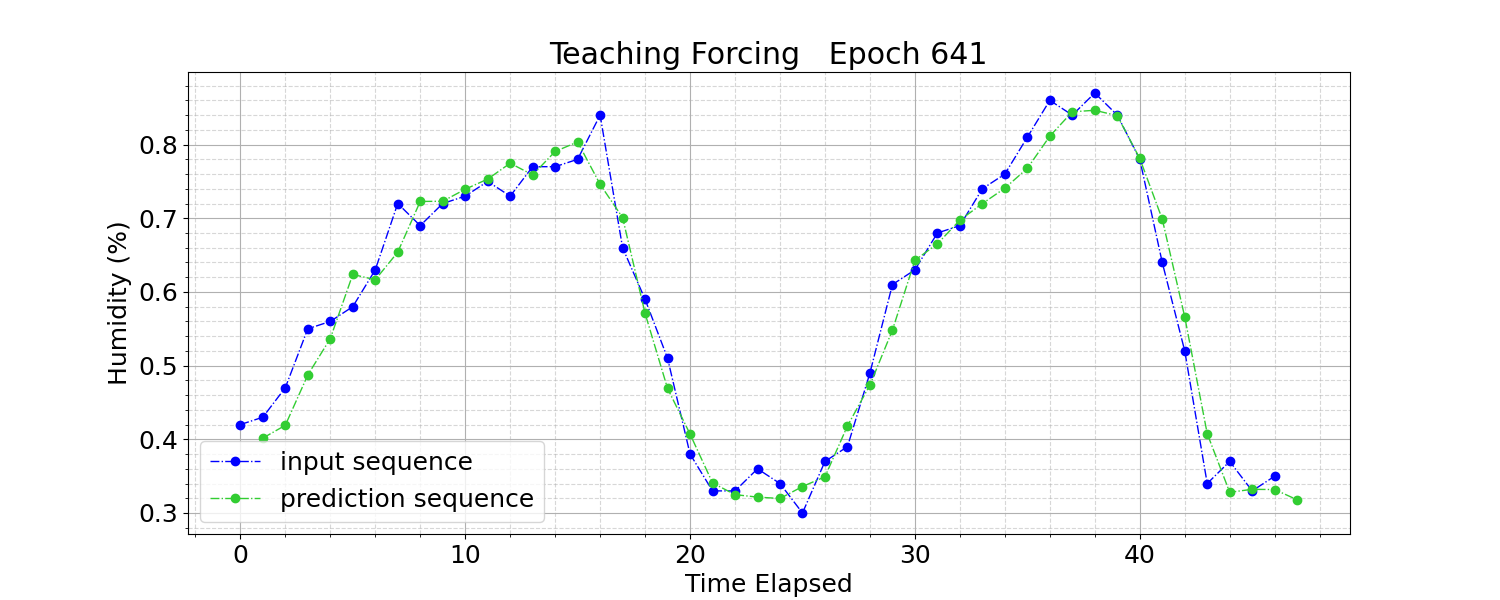 Teaching Forcing   Epoch 641
Humidity (%)
0.8
0.7
0.6
0.5
0.4
0.3
input sequence
prediction sequence
0 10 20 30 40
Time Elapsed